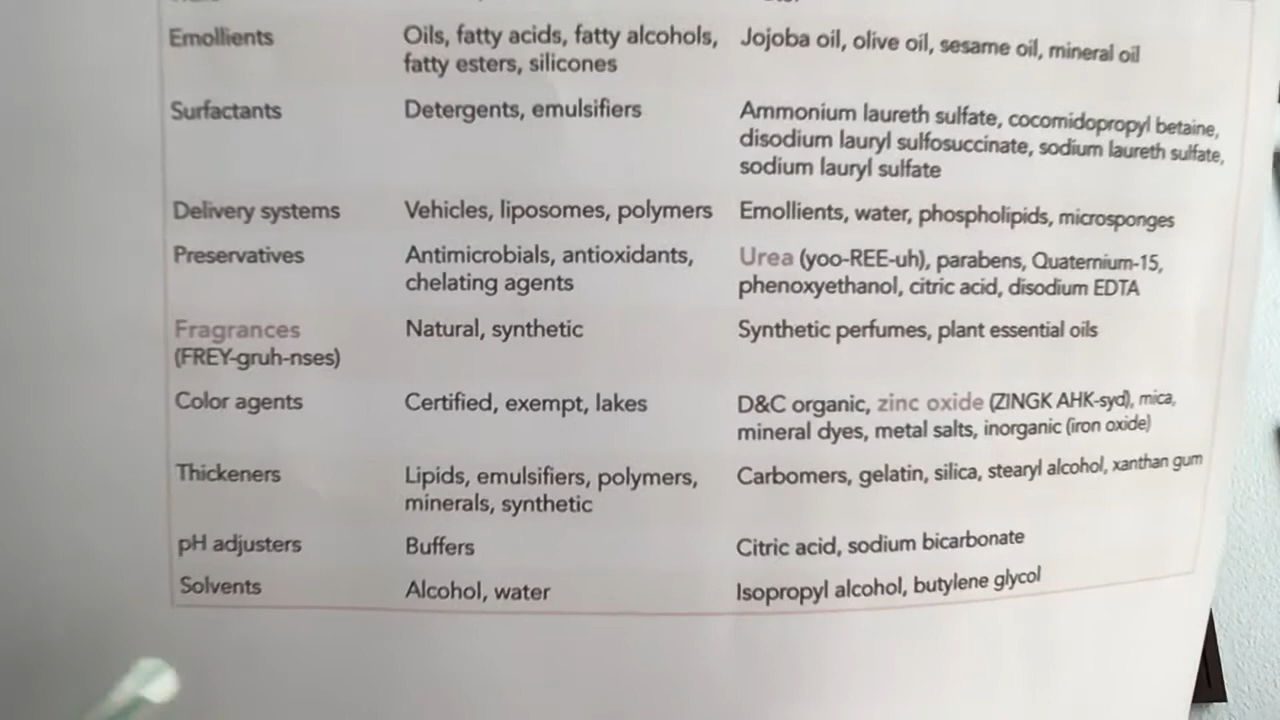 Emollients Oils, fatty acids, fatty alcohols, Jojoba oil, olive oil, sesame oil, mineral oil
fatty esters, silicones
Surfactants Detergents, emulsifiers Ammonium laureth sulfate, cocomidopropyl betaine,
disodium lauryl sulfosuccinate, sodium laureth sulfate,
sodium lauryl sulfate
Delivery systems Vehicles, liposomes, polymers Emollients, water, phospholipids, microsponges
Preservatives Antimicrobials, antioxidants, Urea (yoo-REE-uh), parabens, Quaternium-15,
chelating agents phenoxyethanol, citric acid, disodium EDTA
Fragrances Natural, synthetic Synthetic perfumes, plant essential oils
(FREY-gruh-nses)
Color agents Certified, exempt, lakes D&C organic, zinc oxide (ZINGK AHK-syd), mica,
mineral dyes, metal salts, inorganic (iron oxide)
Thickeners Lipids, emulsifiers, polymers, Carbomers, gelatin, silica, stearyl alcohol, xanthan gum
minerals, synthetic
pH adjusters Buffers Citric acid, sodium bicarbonate
Solvents Alcohol, water Isopropyl alcohol, butylene glycol